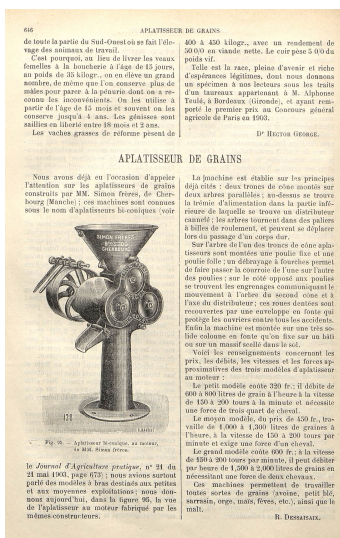 646
APLATISSEUR DE GRAINS
de toute la partie du Sud-Ouest où se fait l'éle-
vage des animaux de travail.
C'est pourquoi, au lieu de livrer les veaux
femelles à la boucherie à l'âge de 15 jours,
au poids de 35 kilogr., on en élève un grand
nombre, de même que l'on conserve plus de
mâles pour parer à la pénurie dont on a re-
connu les inconvénients. On les utilise à
partir de l'âge de 15 mois et souvent on les
conserve jusqu'à 4 ans. Les génisses sont
saillies en liberté entre 18 mois et 2 ans.
Les vaches grasses de réforme pèsent de
400 à 450 kilogr., avec un rendement de
50 0/0 en viande nette. Le cuir pèse 5 0/0 du
poids vif.
Telle est la race, pleine d'avenir et riche
d'espérances légitimes, dont nous donnons
un spécimen à nos lecteurs sous les traits
d'un taureau appartenant à M. Alphonse
Teulé, à Bordeaux (Gironde), et ayant rem-
porté le premier prix au Concours général
agricole de Paris en 1903.
Dr HECTOR GEORGE.
APLATISSEUR DE GRAINS
Nous avons déjà eu l'occasion d'appeler
l'attention sur les aplatisseurs de grains
construits par MM. Simon frères, de Cher-
bourg (Manche) ; ces machines sont connues
sous le nom d'aplatisseurs bi-coniques (voir
SIMON FRÈRES
CHERBOURG
Fig. 95. — Aplatisseur bi-conique, au moteur,
de MM. Simon frères.
le Journal d'Agriculture pratique, n° 21 du
21 mai 1903, page 673) ; nous avions surtout
parlé des modèles à bras destinés aux petites
et aux moyennes exploitations ; nous don-
nons aujourd'hui, dans la figure 95, la vue
de l'aplatisseur au moteur fabriqué par les
mêmes constructeurs.
La machine est établie sur les principes
déjà cités : deux troncs de cône montés sur
deux arbres parallèles ; au-dessus se trouve
la trémie d'alimentation dans la partie infé-
rieure de laquelle se trouve un distributeur
cannelé ; les arbres tournent dans des paliers
à billes de roulement, et peuvent se déplacer
lors du passage d'un corps dur.
Sur l'arbre de l'un des troncs de cône apla-
tisseurs sont montées une poulie fixe et une
poulie folle ; un débrayage à fourches permet
de faire passer la courroie de l'une sur l'autre
des poulies ; sur le côté opposé aux poulies
se trouvent les engrenages communiquant le
mouvement à l'arbre du second cône et à
l'axe du distributeur ; ces roues dentées sont
recouvertes par une enveloppe en fonte qui
protège les ouvriers contre tous les accidents.
Enfin la machine est montée sur une très so-
lide colonne en fonte qu'on fixe sur un bâti
ou sur un massif scellé dans le sol.
Voici les renseignements concernant les
prix, les débits, les vitesses et les forces ap-
proximatives des trois modèles d'aplatisseur
au moteur :
Le petit modèle coûte 320 fr. ; il débite de
600 à 800 litres de grain à l'heure à la vitesse
de 150 à 200 tours à la minute et nécessite
une force de trois quart de cheval.
Le moyen modèle, du prix de 450 fr., tra-
vaille de 1,000 à 1,300 litres de graines à
l'heure, à la vitesse de 150 à 200 tours par
minute et exige une force d'un cheval.
Le grand modèle coûte 600 fr. ; à la vitesse
de 150 à 200 tours par minute, il peut débiter
par heure de 1,500 à 2,000 litres de grains en
nécessitant une force de deux chevaux.
Ces machines permettent de travailler
toutes sortes de grains (avoine, petit blé,
sarrasin, orge, maïs, féves, etc.), ainsi que le
malt.
R. DESSAISAIX.